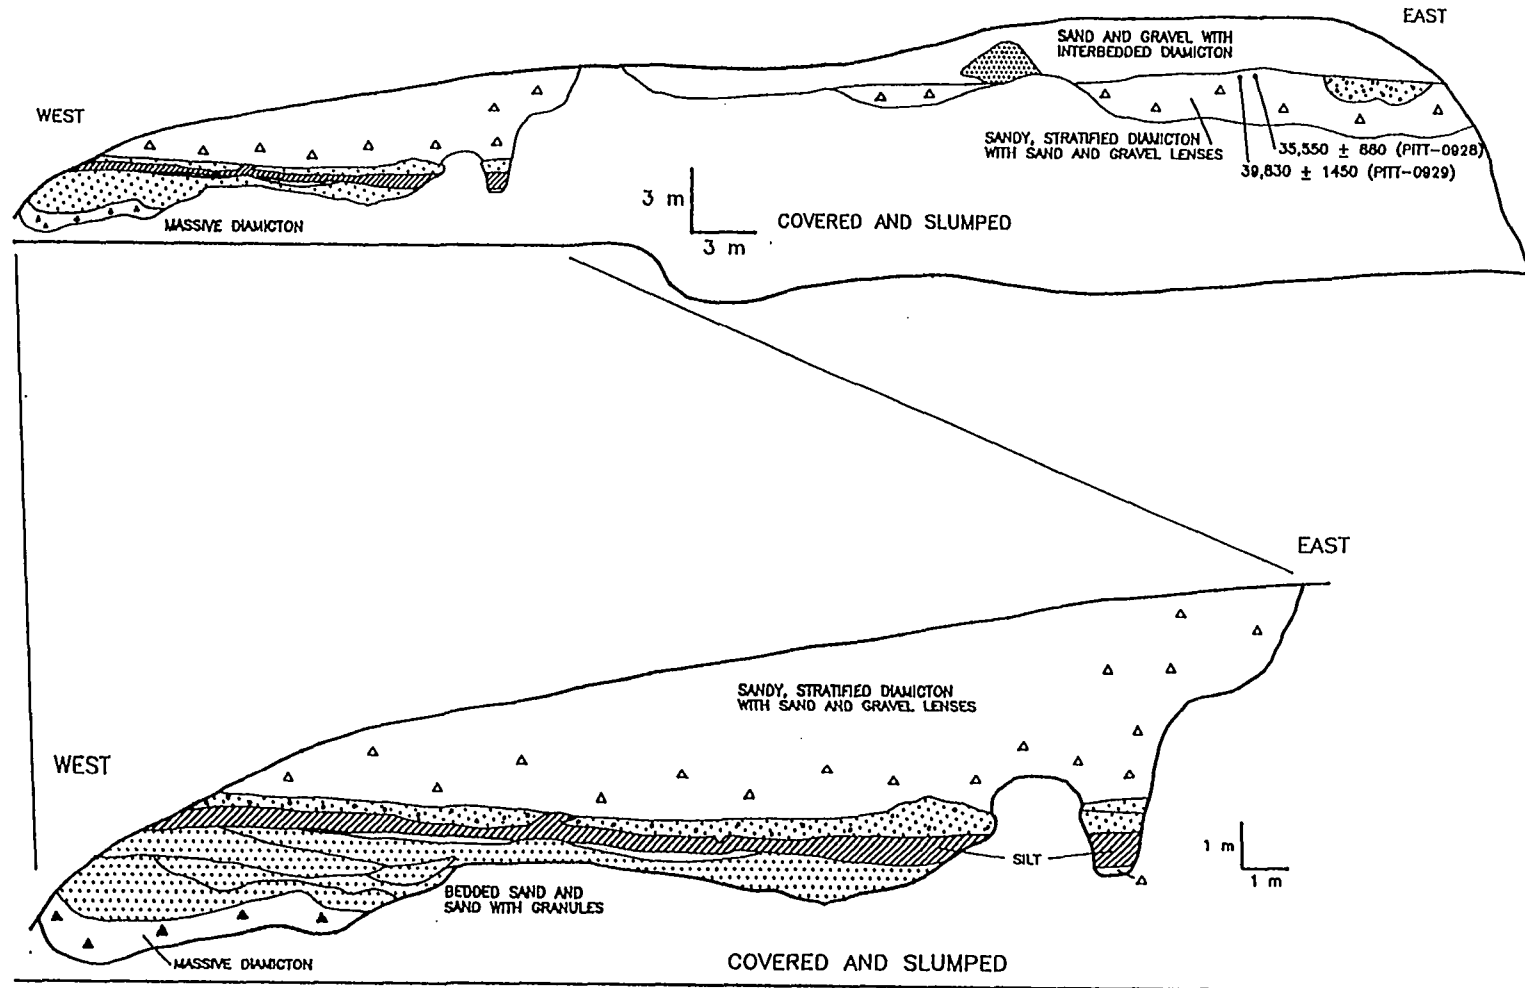 EAST
SAND AND GRAVEL WITH
INTERBEDDED DIAMICTON
WEST
SANDY, STRATIFIED DIAMICTON
WITH SAND AND GRAVEL LENSES
35,550 ± 880 (PITT-0928)
39,830 ± 1450 (PITT-0929)
3 m
3 m
COVERED AND SLUMPED
MASSIVE DIAMICTON
EAST
SANDY, STRATIFIED DIAMICTON
WITH SAND AND GRAVEL LENSES
WEST
SILT
1 m
1 m
BEDDED SAND AND
SAND WITH GRANULES
MASSIVE DIAMICTON
COVERED AND SLUMPED